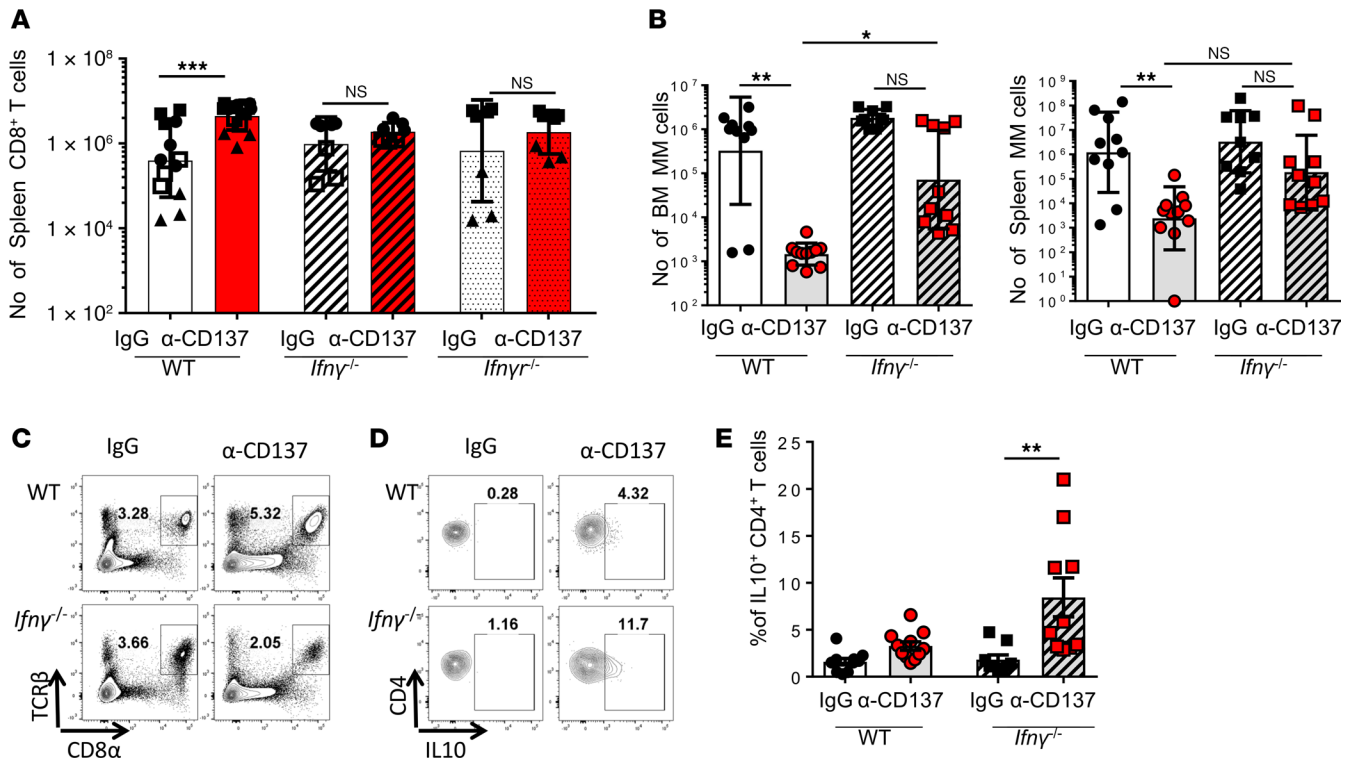 A
No of Spleen CD8⁺ T cells
1 × 10⁸
1 × 10⁶
1 × 10⁴
1 × 10²
***
NS
NS
IgG α-CD137 IgG α-CD137 IgG α-CD137
WT Ifnγ⁻/⁻ Ifnγr⁻/⁻
B
No of BM MM cells
10⁷
10⁶
10⁵
10⁴
10³
10²
*
**
NS
IgG α-CD137 IgG α-CD137
WT Ifnγ⁻/⁻
No of Spleen MM cells
10⁹
10⁸
10⁷
10⁶
10⁵
10⁴
10³
10²
10¹
10⁰
NS
**
NS
IgG α-CD137 IgG α-CD137
WT Ifnγ⁻/⁻
C
IgG α-CD137
WT
3.28 5.32
Ifnγ⁻/⁻
3.66 2.05
TCRβ
CD8α
D
IgG α-CD137
WT
0.28 4.32
Ifnγ⁻/⁻
1.16 11.7
CD4
IL10
E
%of IL10⁺ CD4⁺ T cells
25
20
15
10
5
0
**
IgG α-CD137 IgG α-CD137
WT Ifnγ⁻/⁻